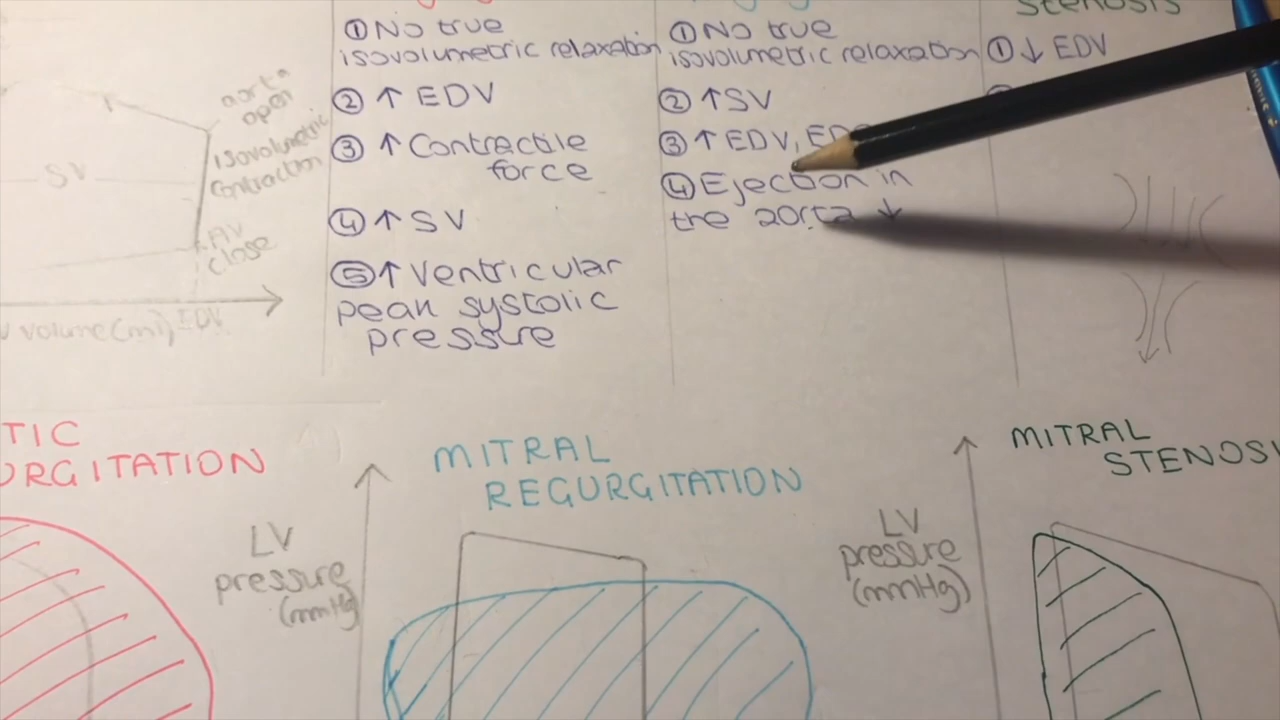 aorta
open
isovolumetric
contraction
SV
AV
close
volume (ml) EDV
① No true
isovolumetric relaxation
② ↑ EDV
③ ↑ Contractile
force
④ ↑ SV
⑤ ↑ Ventricular
peak systolic
pressure
① No true
isovolumetric relaxation
② ↑ SV
③ ↑ EDV,
④ Ejection in
the aorta ↓
STENOSIS
① ↓ EDV
TIC
RGITATION
LV
pressure
(mmHg)
MITRAL
REGURGITATION
LV
pressure
(mmHg)
MITRAL
STENOSI